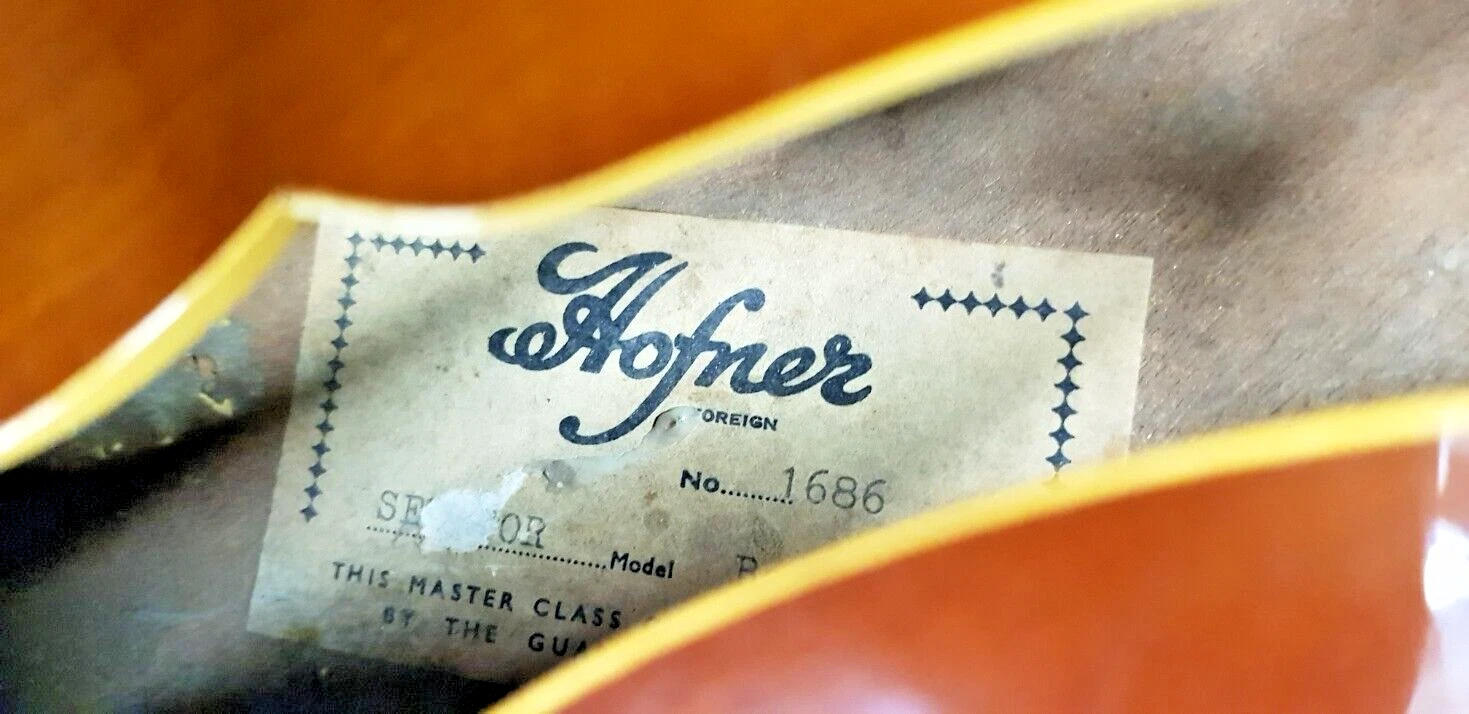 Hofner
FOREIGN
No..........1686
Model
THIS MASTER CLASS
BY THE